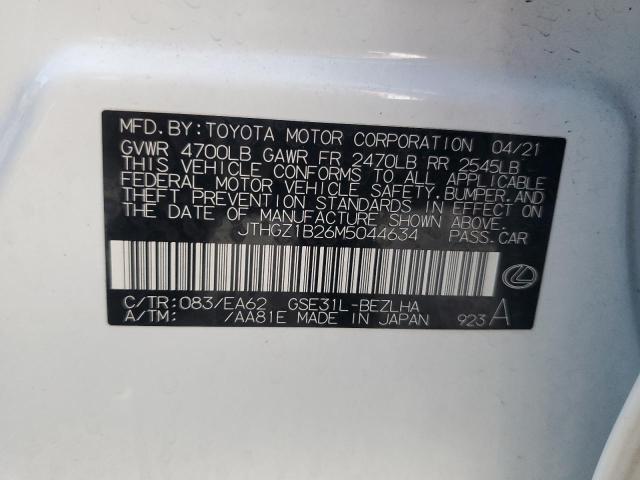 MFD. BY: TOYOTA MOTOR CORPORATION 04/21
GVWR 4700LB GAWR FR 2470LB RR 2545LB
THIS VEHICLE CONFORMS TO ALL APPLICABLE
FEDERAL MOTOR VEHICLE SAFETY, BUMPER, AND
THEFT PREVENTION STANDARDS IN EFFECT ON
THE DATE OF MANUFACTURE SHOWN ABOVE.
JTHGZ1B26M5044634 PASS. CAR
C/TR: 083/EA62 GSE31L-BEZLHA
A/TM: /AA81E MADE IN JAPAN 923 A